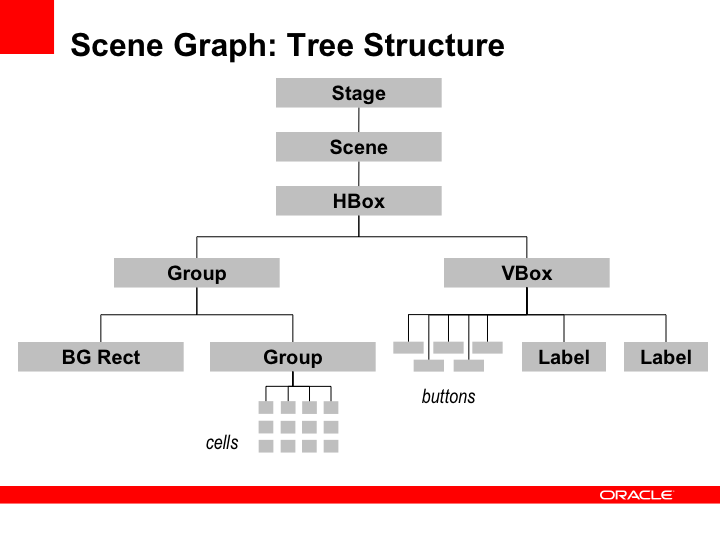 Scene Graph: Tree Structure
Stage
Scene
HBox
Group
VBox
BG Rect
Group
Label
Label
buttons
cells
ORACLE